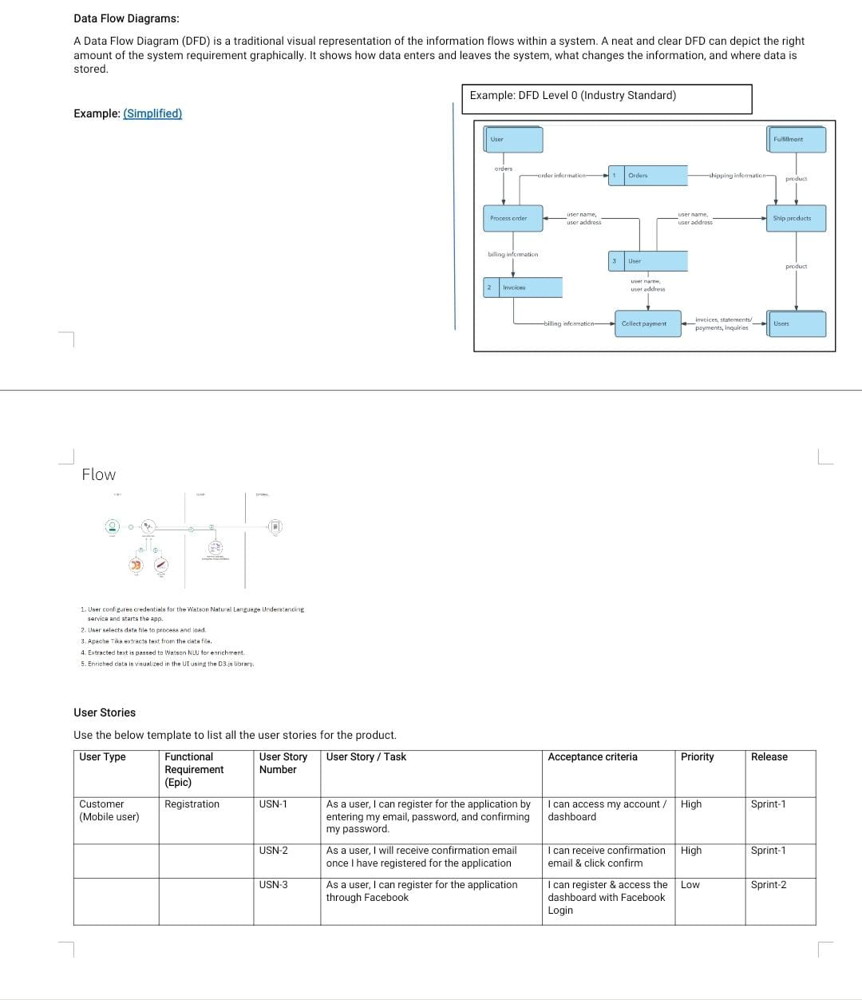 Data Flow Diagrams:
A Data Flow Diagram (DFD) is a traditional visual representation of the information flows within a system. A neat and clear DFD can depict the right
amount of the system requirement graphically. It shows how data enters and leaves the system, what changes the information, and where data is
stored.
Example: (Simplified)
Example: DFD Level 0 (Industry Standard)
User
Fulfillment
orders
order information
1 Orders
shipping information
product
Process order
user name,
user address
user name,
user address
Ship products
billing information
3 User
product
2 Invoices
user name,
user address
billing information
Collect payment
invoices, statements/
payments, inquiries
Users
Flow
1. User configures credentials for the Watson Natural Language Understanding
service and starts the app.
2. User selects data file to process and load.
3. Apache Tika extracts text from the data file.
4. Extracted text is passed to Watson NLU for enrichment.
5. Enriched data is visualized in the UI using the D3.js library.
User Stories
Use the below template to list all the user stories for the product.
User Type
Functional
Requirement
(Epic)
User Story
Number
User Story / Task
Acceptance criteria
Priority
Release
Customer
(Mobile user)
Registration
USN-1
As a user, I can register for the application by
entering my email, password, and confirming
my password.
I can access my account /
dashboard
High
Sprint-1
USN-2
As a user, I will receive confirmation email
once I have registered for the application
I can receive confirmation
email & click confirm
High
Sprint-1
USN-3
As a user, I can register for the application
through Facebook
I can register & access the
dashboard with Facebook
Login
Low
Sprint-2